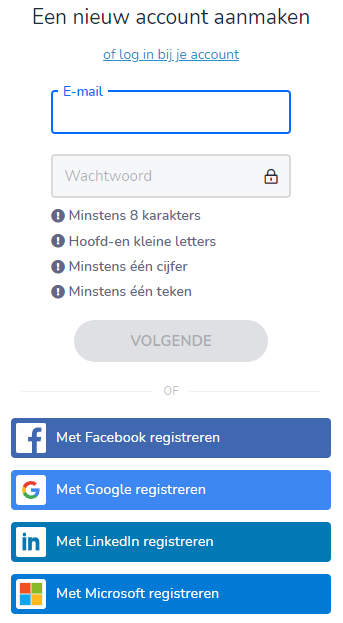 Een nieuw account aanmaken
of log in bij je account
E-mail
Wachtwoord
Minstens 8 karakters
Hoofd-en kleine letters
Minstens één cijfer
Minstens één teken
VOLGENDE
OF
Met Facebook registreren
Met Google registreren
Met LinkedIn registreren
Met Microsoft registreren